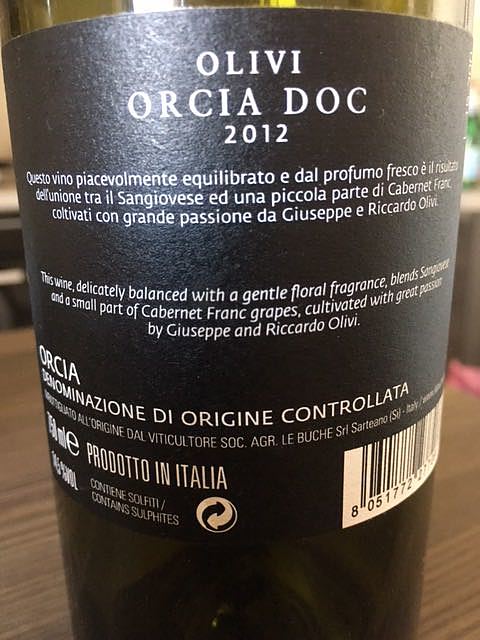 OLIVI
ORCIA DOC
2012
Questo vino piacevolmente equilibrato e dal profumo fresco è il risultato
dell'unione tra il Sangiovese ed una piccola parte di Cabernet Franc,
coltivati con grande passione da Giuseppe e Riccardo Olivi.
This wine, delicately balanced with a gentle floral fragrance, blends Sangiovese
and a small part of Cabernet Franc grapes, cultivated with great passion
by Giuseppe and Riccardo Olivi.
ORCIA
DENOMINAZIONE DI ORIGINE CONTROLLATA
IMBOTTIGLIATO ALL'ORIGINE DAL VITICULTORE SOC. AGR. LE BUCHE Srl Sarteano (Si) - Italy
750 ml e PRODOTTO IN ITALIA
%VOL
CONTIENE SOLFITI /
CONTAINS SULPHITES
8 051772